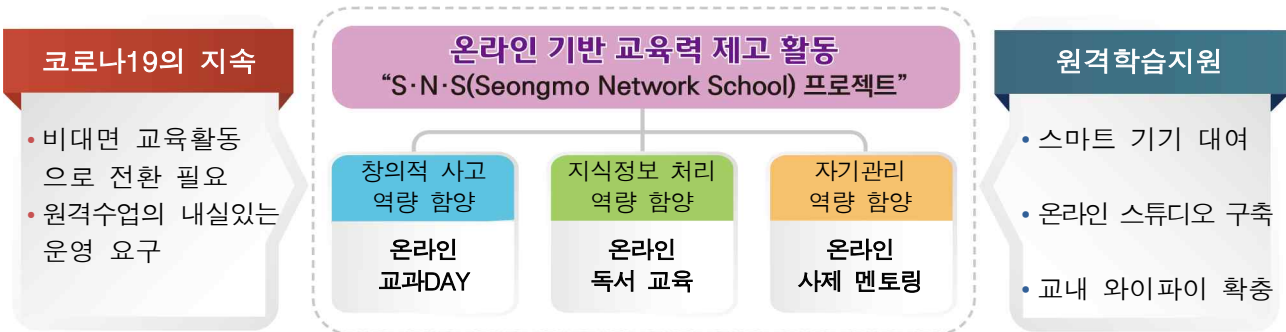 코로나19의 지속
• 비대면 교육활동
으로 전환 필요
• 원격수업의 내실있는
운영 요구
온라인 기반 교육력 제고 활동
“S·N·S(Seongmo Network School) 프로젝트”
창의적 사고
역량 함양
온라인
교과DAY
지식정보 처리
역량 함양
온라인
독서 교육
자기관리
역량 함양
온라인
사제 멘토링
원격학습지원
• 스마트 기기 대여
• 온라인 스튜디오 구축
• 교내 와이파이 확충